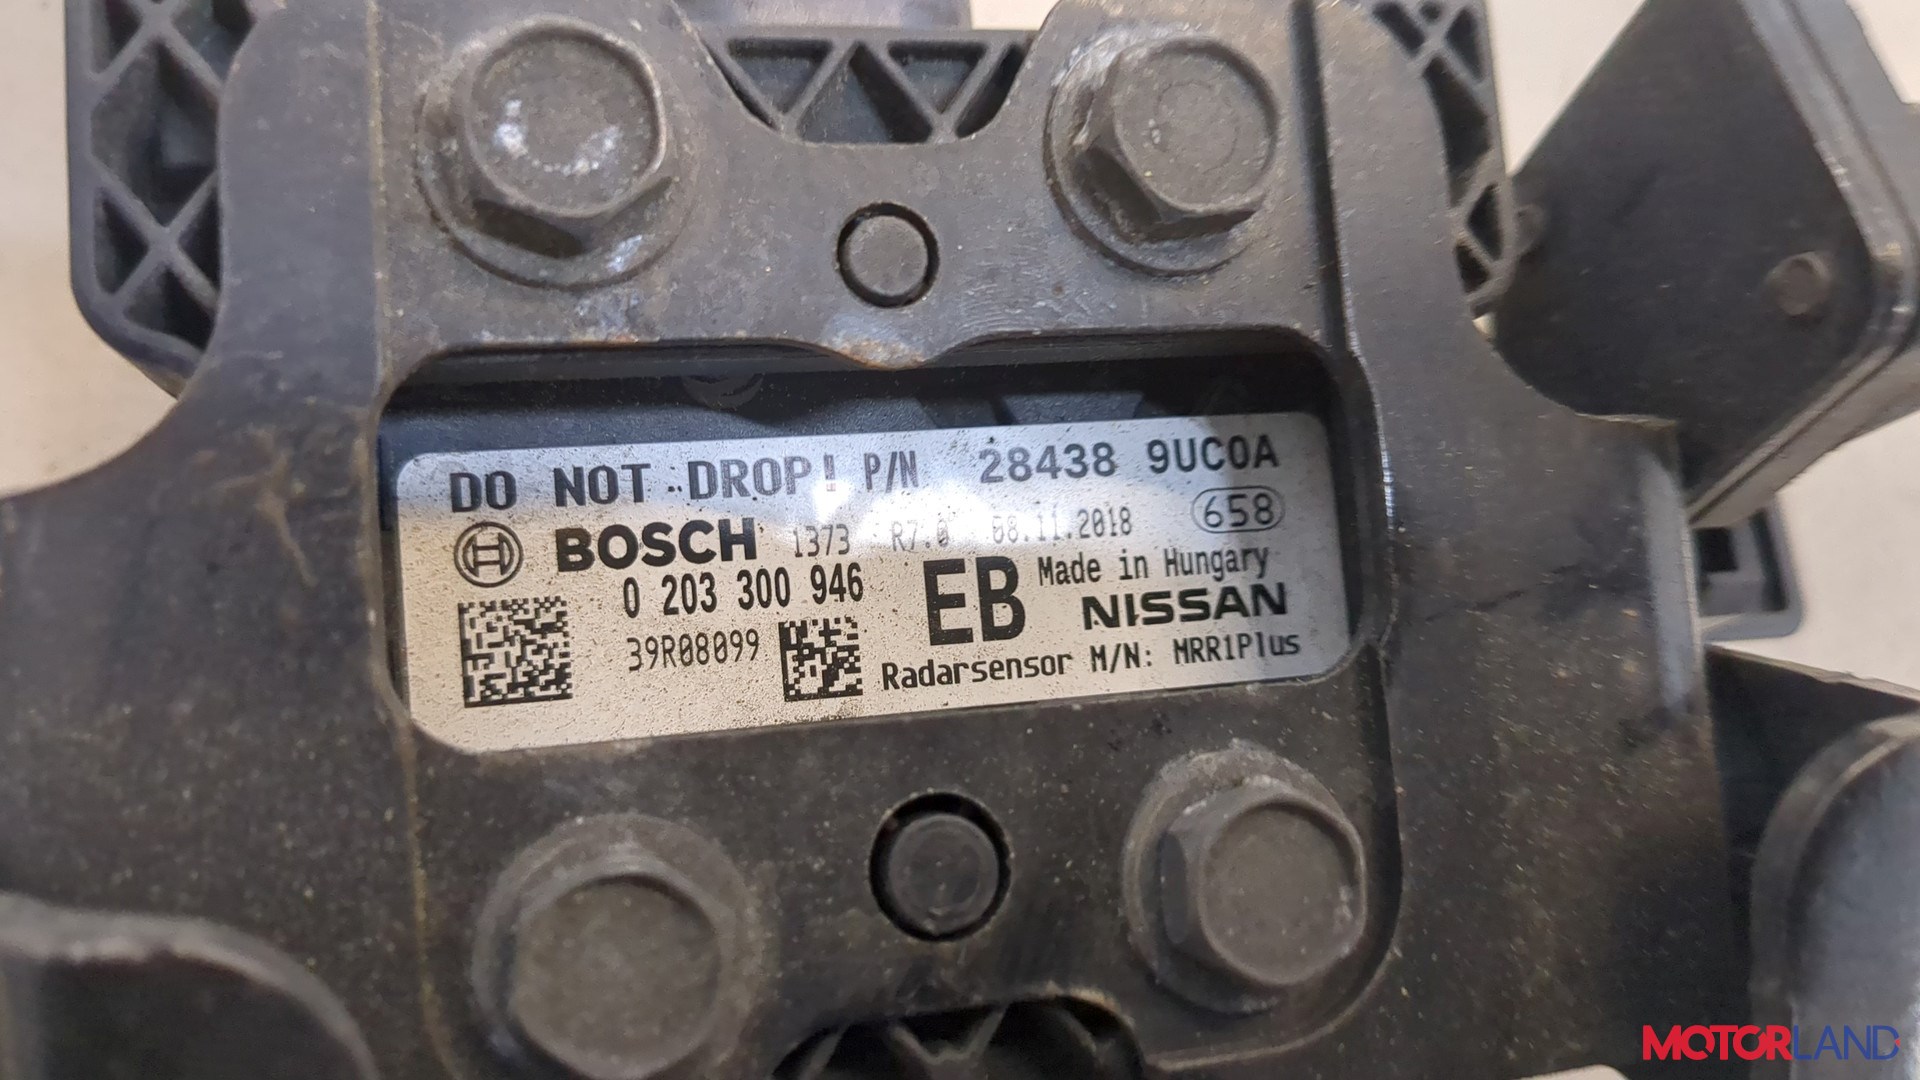 DO NOT DROP! P/N 28438 9UC0A
BOSCH 1373 R7.0 08.11.2018 658
0 203 300 946 EB Made in Hungary
NISSAN
39R08099 Radarsensor M/N: MRR1Plus
MOTORLAND